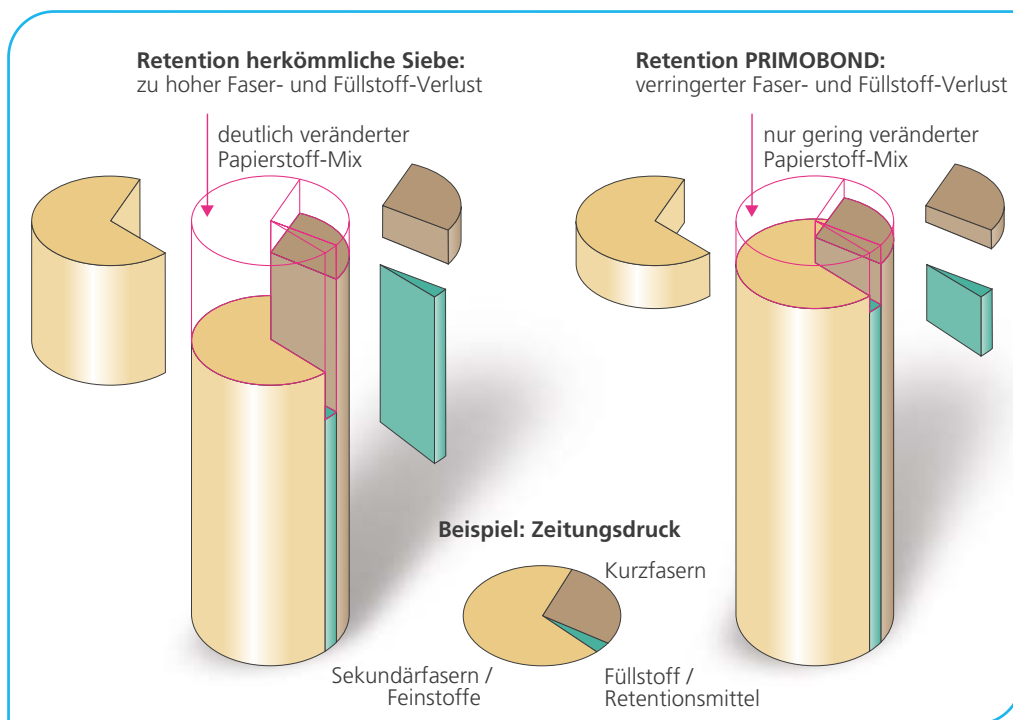 Retention herkömmliche Siebe:
zu hoher Faser- und Füllstoff-Verlust
deutlich veränderter
Papierstoff-Mix
Retention PRIMOBOND:
verringerter Faser- und Füllstoff-Verlust
nur gering veränderter
Papierstoff-Mix
Beispiel: Zeitungsdruck
Kurzfasern
Sekundärfasern /
Feinstoffe
Füllstoff /
Retentionsmittel